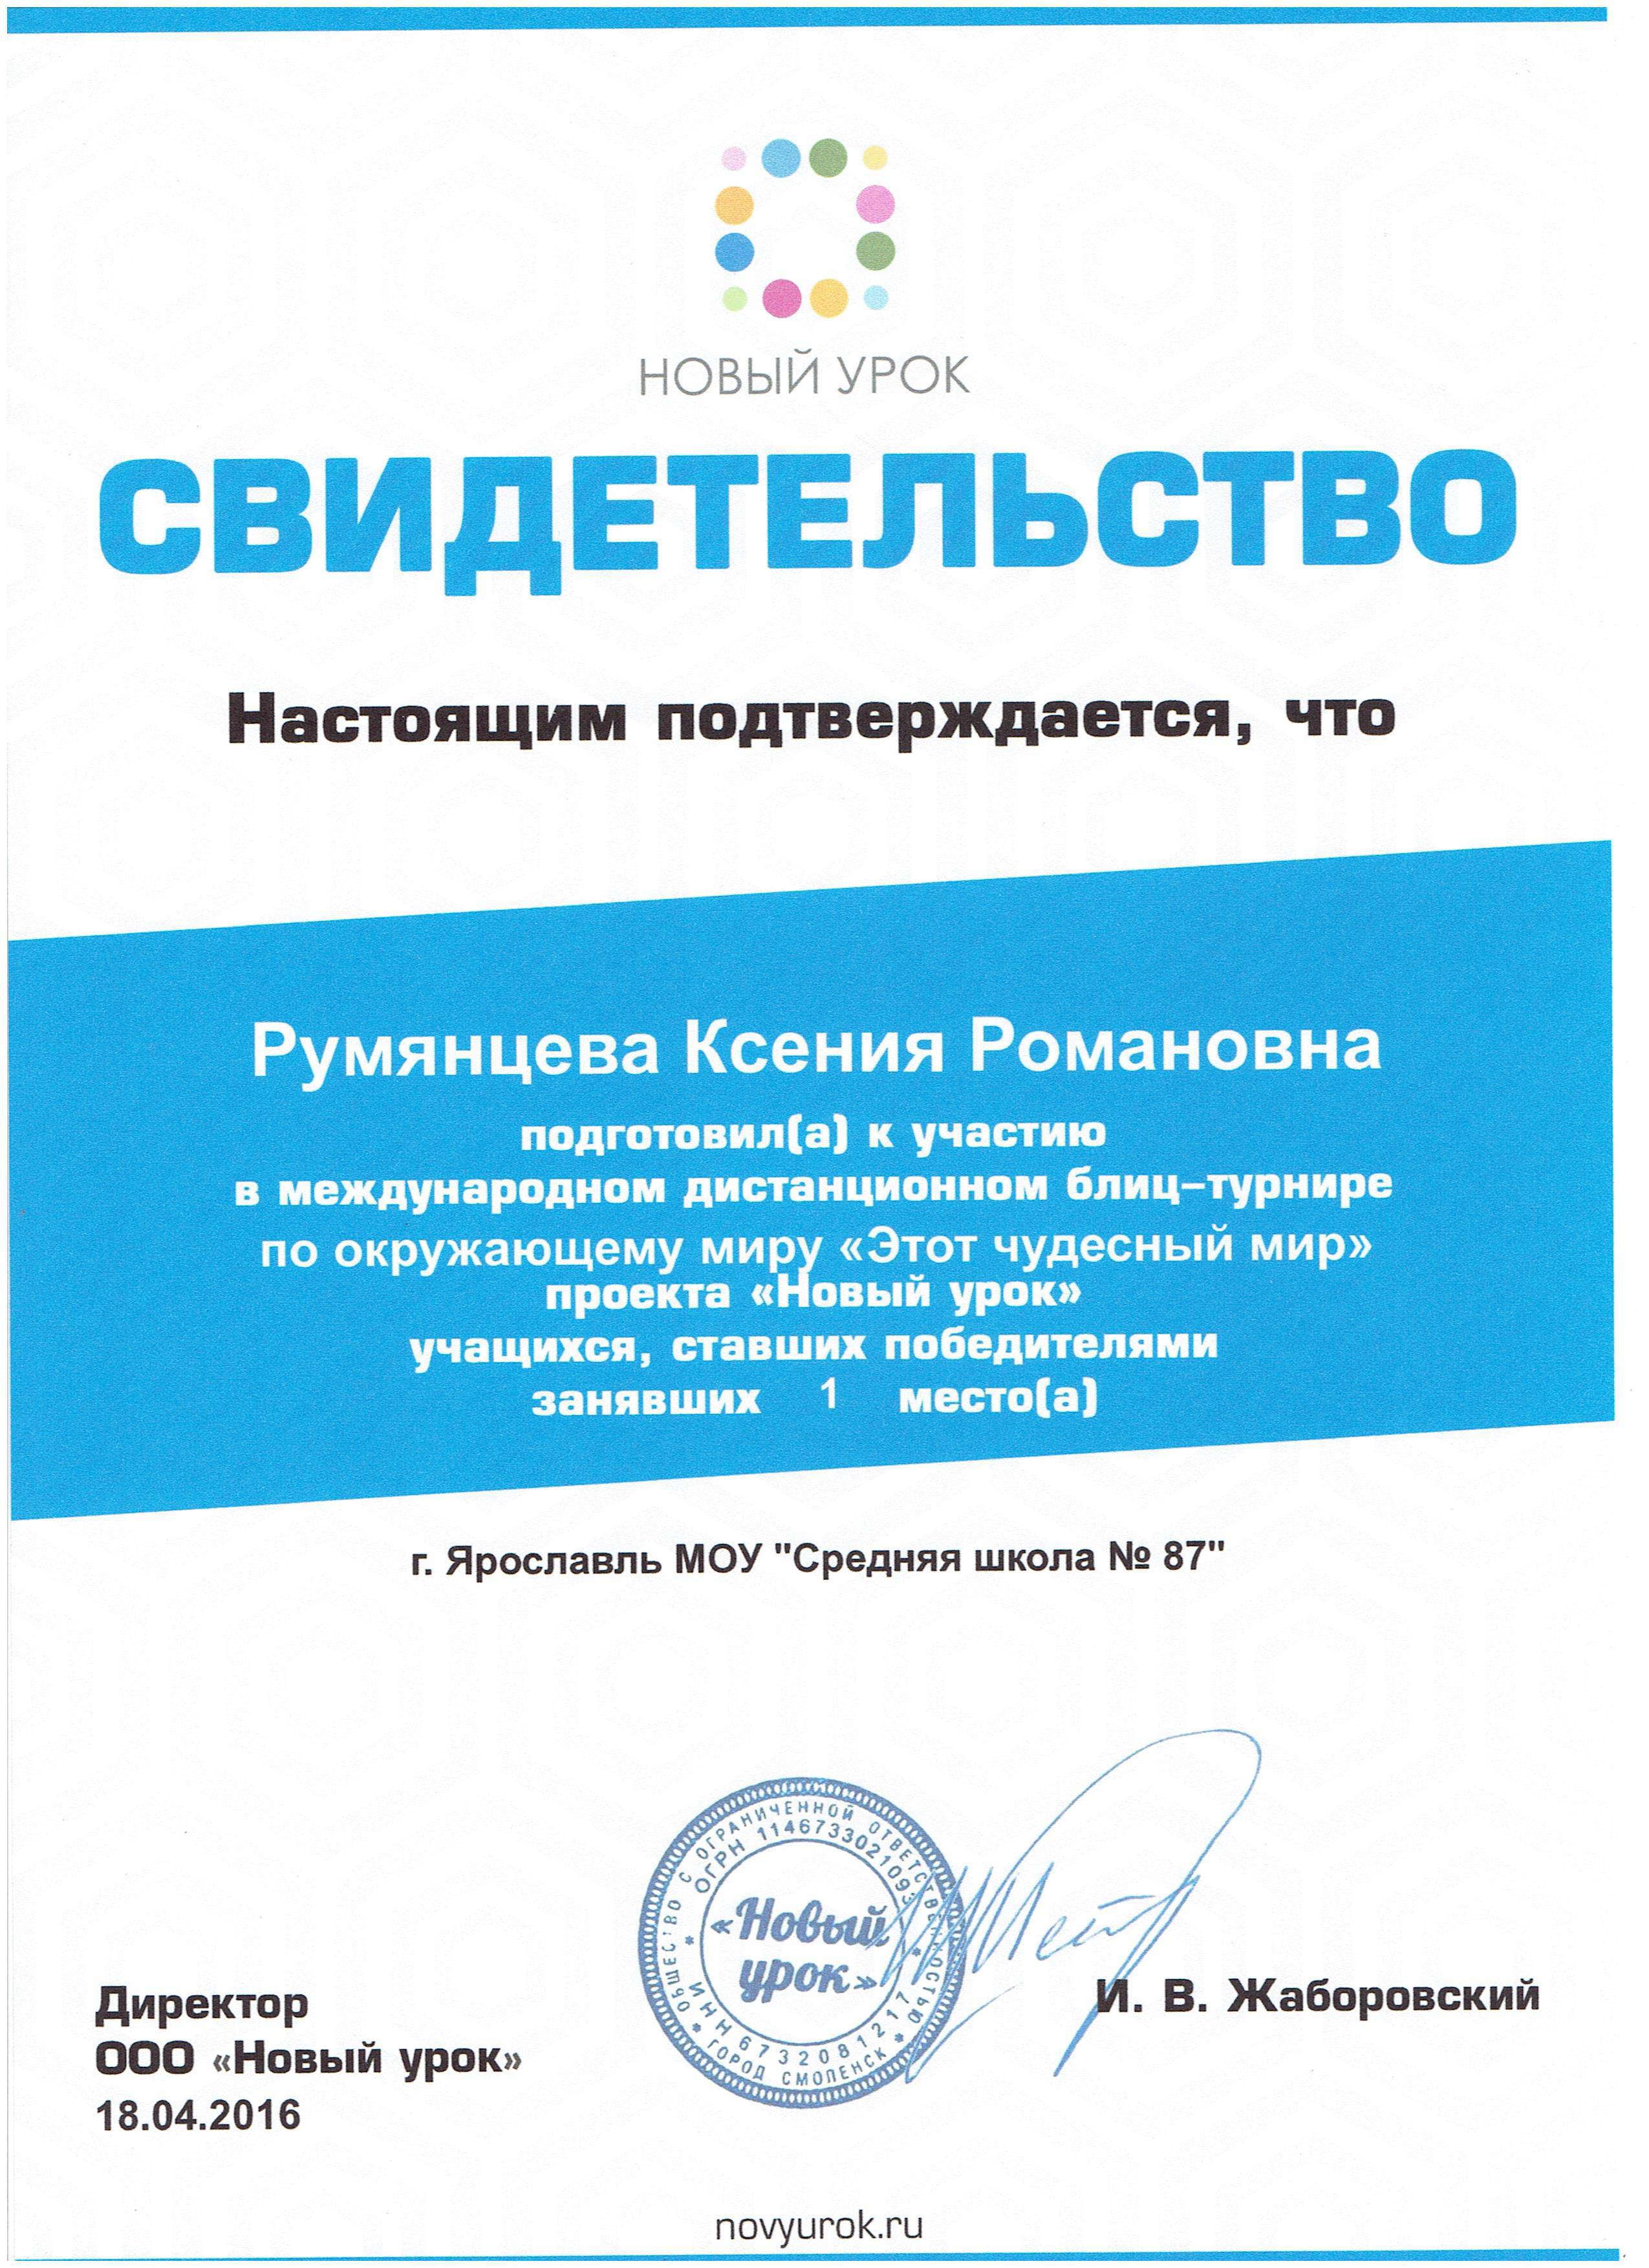 НОВЫЙ УРОК
СВИДЕТЕЛЬСТВО
Настоящим подтверждается, что
Румянцева Ксения Романовна
подготовил(а) к участию
в международном дистанционном блиц-турнире
по окружающему миру «Этот чудесный мир»
проекта «Новый урок»
учащихся, ставших победителями
занявших 1 место(а)
г. Ярославль МОУ "Средняя школа № 87"
ОБЩЕСТВО С ОГРАНИЧЕННОЙ ОТВЕТСТВЕННОСТЬЮ
ОГРН 1146733021093
«Новый
урок»
ИНН 6732081217
ГОРОД СМОЛЕНСК
Директор
И. В. Жаборовский
ООО «Новый урок»
18.04.2016
novyurok.ru